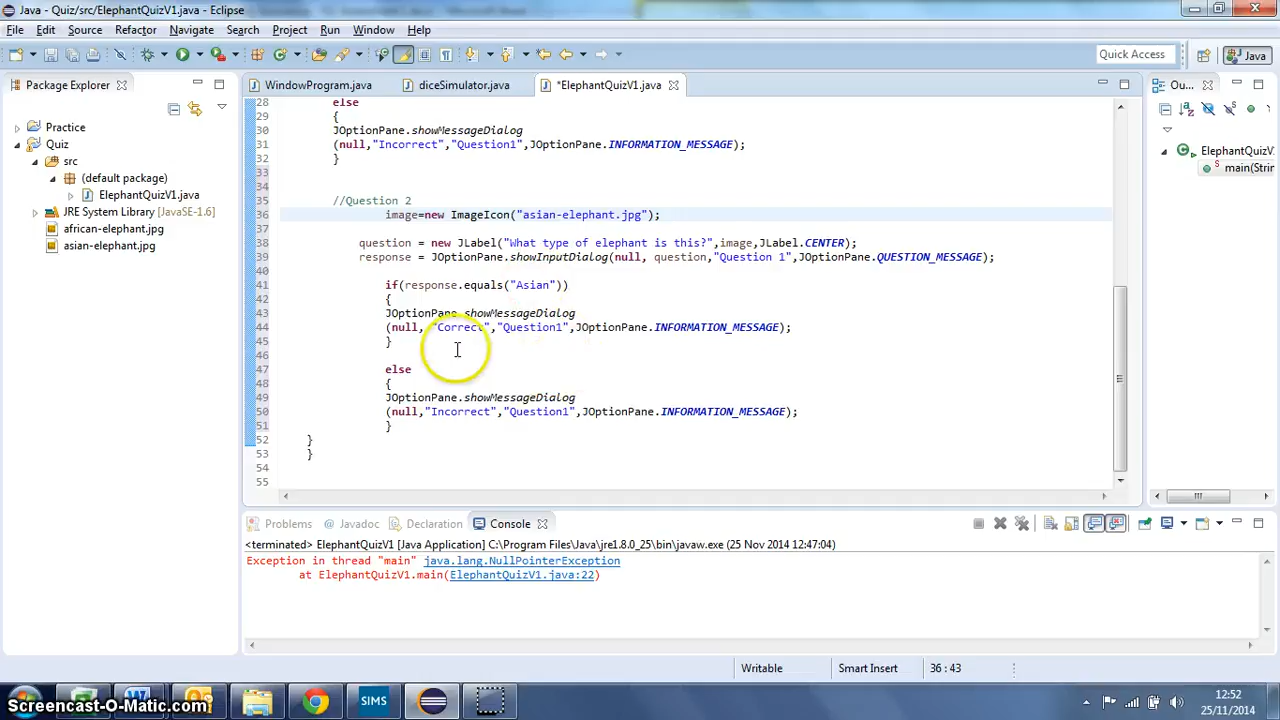 Java - Quiz/src/ElephantQuizV1.java - Eclipse
File Edit Source Refactor Navigate Search Project Run Window Help
Quick Access
Java
Package Explorer
WindowProgram.java
diceSimulator.java
*ElephantQuizV1.java
Ou...
Practice
Quiz
src
(default package)
ElephantQuizV1.java
JRE System Library [JavaSE-1.6]
african-elephant.jpg
asian-elephant.jpg
28 else
29 {
30 JOptionPane.showMessageDialog
31 (null,"Incorrect","Question1",JOptionPane.INFORMATION_MESSAGE);
32 }
33
34
35 //Question 2
36 image=new ImageIcon("asian-elephant.jpg");
37
38 question = new JLabel("What type of elephant is this?",image,JLabel.CENTER);
39 response = JOptionPane.showInputDialog(null, question,"Question 1",JOptionPane.QUESTION_MESSAGE);
40
41 if(response.equals("Asian"))
42 {
43 JOptionPane.showMessageDialog
44 (null, "Correct","Question1",JOptionPane.INFORMATION_MESSAGE);
45 }
46
47 else
48 {
49 JOptionPane.showMessageDialog
50 (null,"Incorrect","Question1",JOptionPane.INFORMATION_MESSAGE);
51 }
52 }
53 }
54
55
ElephantQuizV
main(Strin
Problems @ Javadoc Declaration Console
<terminated> ElephantQuizV1 [Java Application] C:\Program Files\Java\jre1.8.0_25\bin\javaw.exe (25 Nov 2014 12:47:04)
Exception in thread "main" java.lang.NullPointerException
at ElephantQuizV1.main(ElephantQuizV1.java:22)
Writable
Smart Insert
36 : 43
SIMS
12:52
25/11/2014
Screencast-O-Matic.com